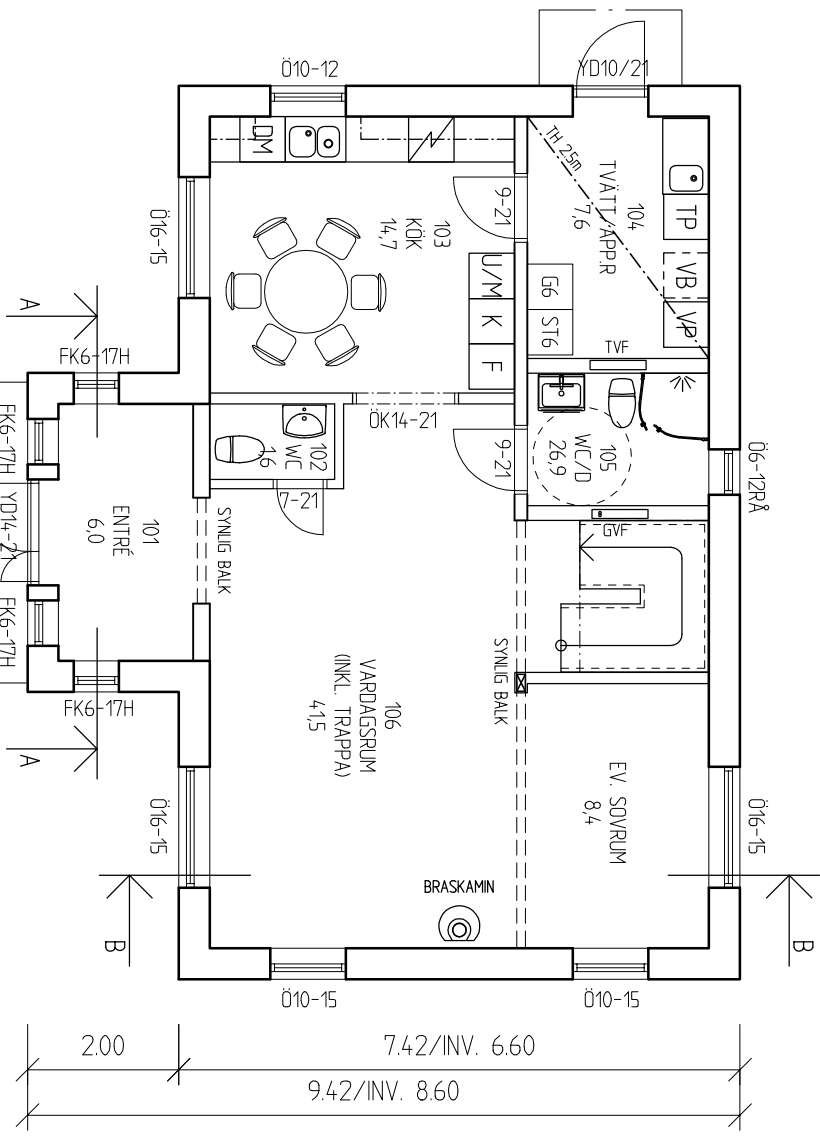 Ö10-12
YD10/21
DM
TH 2,5m
104
TVÄTT/APP.R
7,6
TP
VB
VP
9-21
103
KÖK
14,7
Ö16-15
U/M
K
F
G6
ST6
TVF
A
FK6-17H
ÖK14-21
FK6-17H
102
WC
1,6
9-21
105
WC/D
26,9
Ö6-12RÅ
7-21
YD14-21
101
ENTRÉ
6,0
SYNLIG BALK
GVF
FK6-17H
SYNLIG BALK
106
VARDAGSRUM
(INKL. TRAPPA)
41,5
FK6-17H
A
EV. SOVRUM
8,4
Ö16-15
Ö16-15
BRASKAMIN
B
B
Ö10-15
Ö10-15
2.00
7.42/INV. 6.60
9.42/INV. 8.60